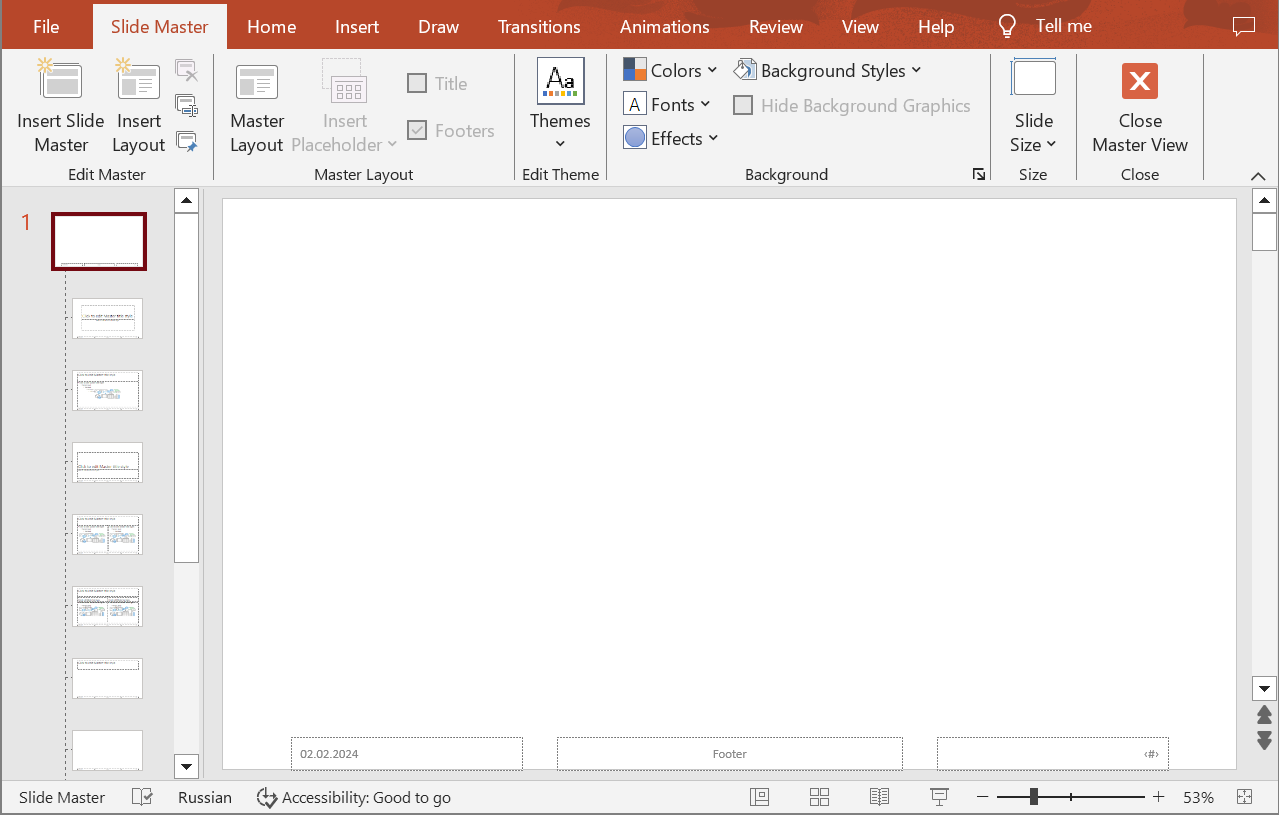 File Slide Master Home Insert Draw Transitions Animations Review View Help Tell me
Insert Slide Master
Insert Layout
Master Layout
Insert Placeholder
Title
Footers
Aa
Themes
Colors
A Fonts
Effects
Background Styles
Hide Background Graphics
Slide Size
Close Master View
Edit Master Master Layout Edit Theme Background Size Close
1
02.02.2024 Footer ‹#›
Slide Master Russian Accessibility: Good to go 53%